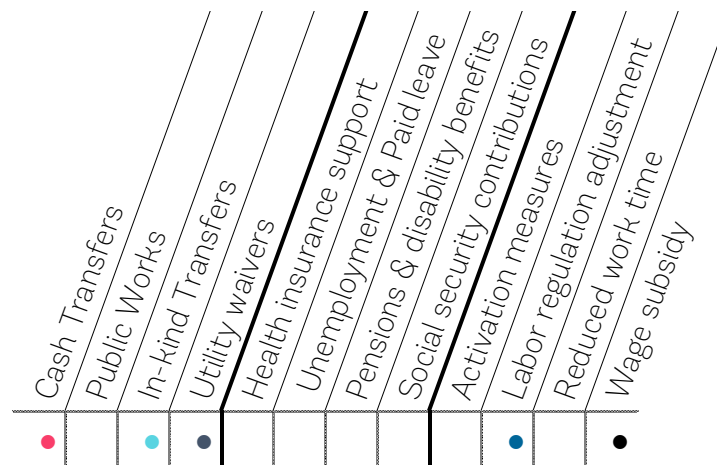 Cash Transfers
Public Works
In-kind Transfers
Utility waivers
Health insurance support
Unemployment & Paid leave
Pensions & disability benefits
Social security contributions
Activation measures
Labor regulation adjustment
Reduced work time
Wage subsidy